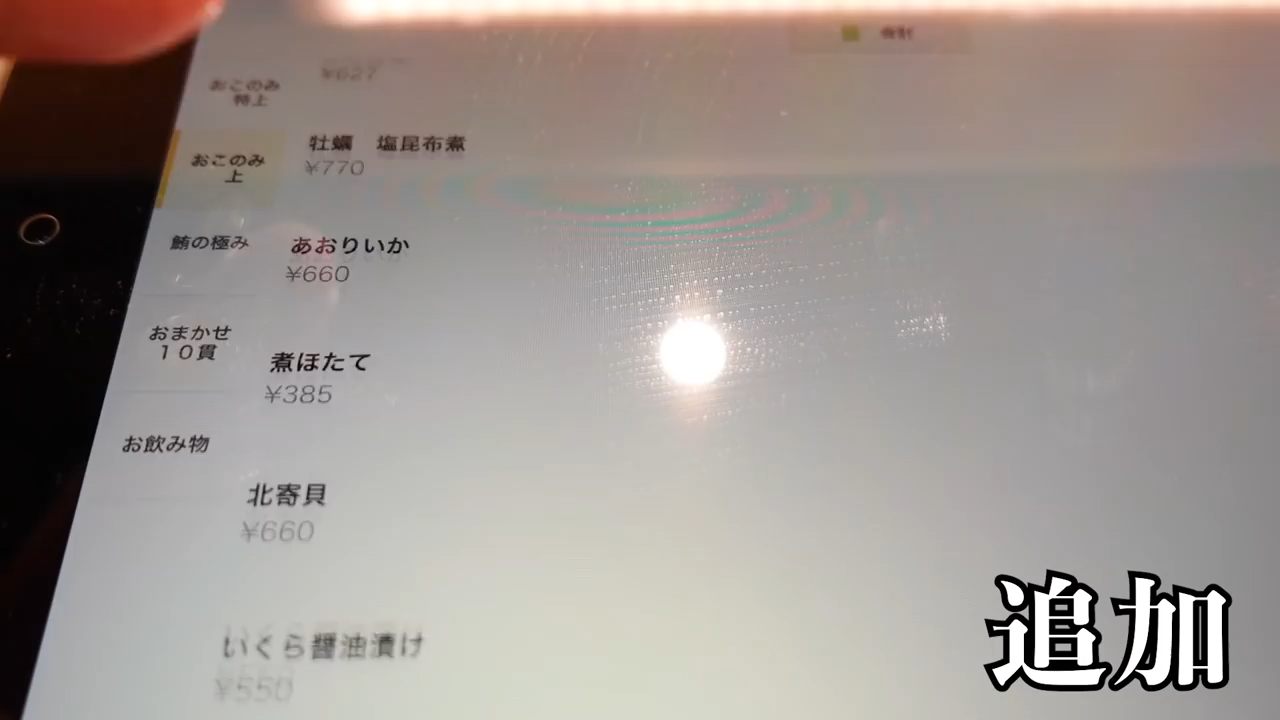 ¥627
おこのみ
特上
牡蠣　塩昆布煮
¥770
おこのみ
上
鮪の極み
あおりいか
¥660
おまかせ
１０貫
煮ほたて
¥385
お飲み物
北寄貝
¥660
いくら醤油漬け
¥550
追加